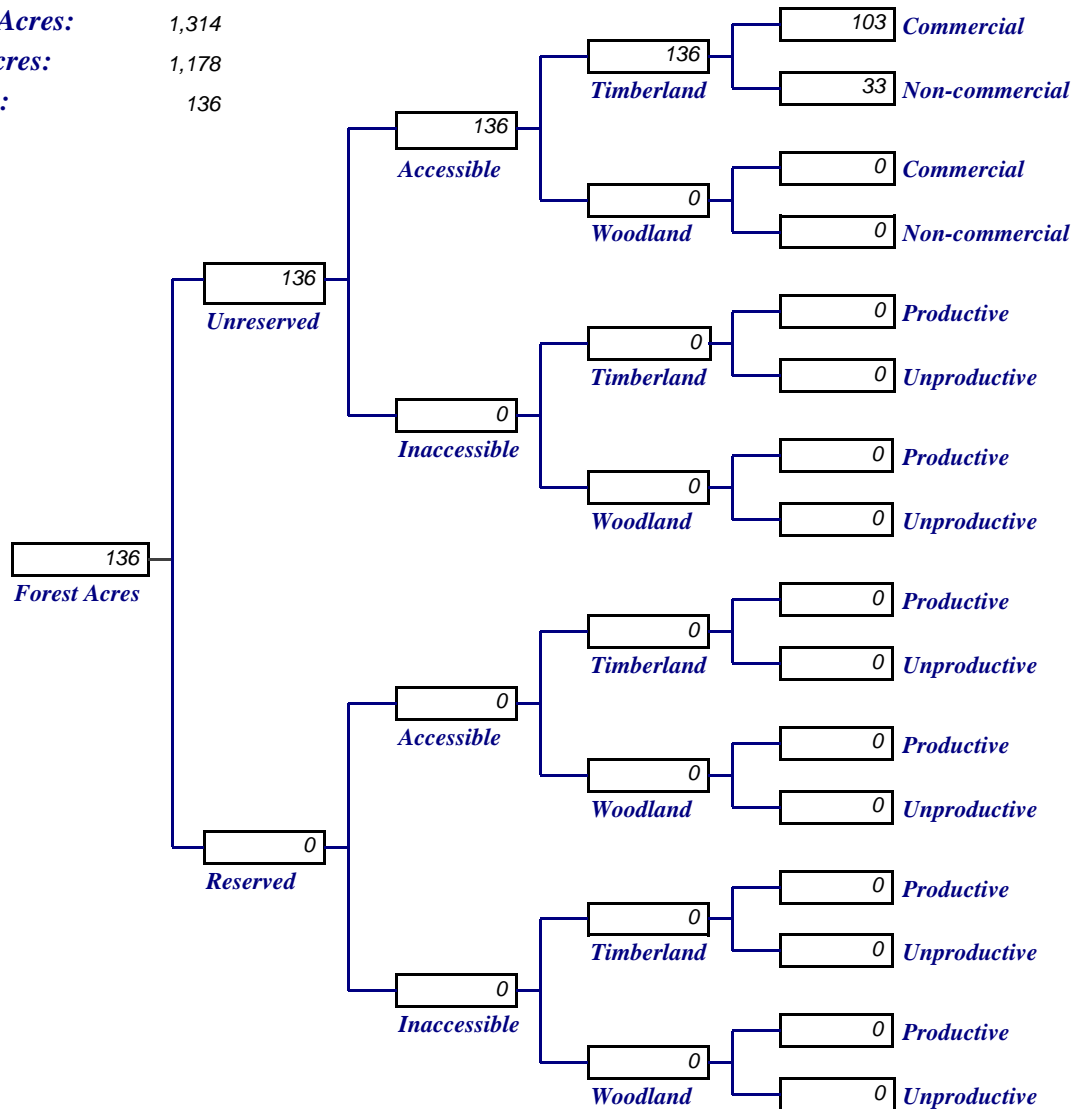 Acres: 1,314
cres: 1,178
: 136
103 Commercial
136
Timberland
33 Non-commercial
136
Accessible
0 Commercial
0
Woodland
0 Non-commercial
136
Unreserved
0 Productive
0
Timberland
0 Unproductive
0
Inaccessible
0 Productive
0
Woodland
0 Unproductive
136
Forest Acres
0 Productive
0
Timberland
0 Unproductive
0
Accessible
0 Productive
0
Woodland
0 Unproductive
0
Reserved
0 Productive
0
Timberland
0 Unproductive
0
Inaccessible
0 Productive
0
Woodland
0 Unproductive